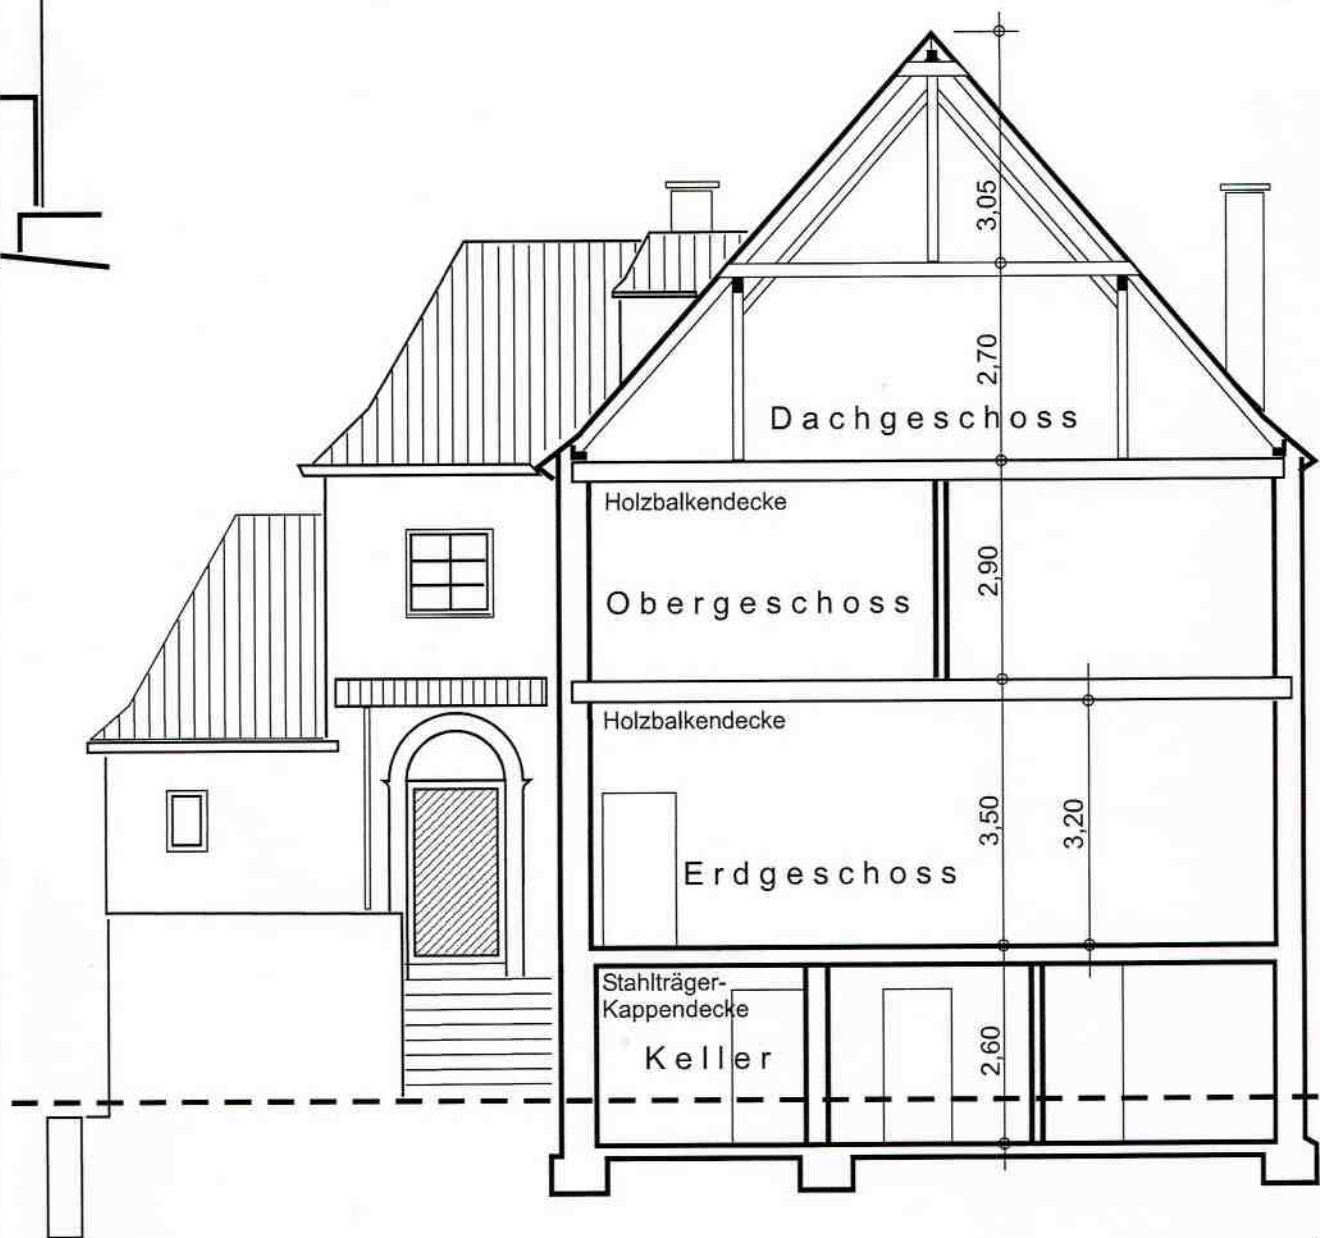 3,05
2,70
Dachgeschoss
Holzbalkendecke
2,90
Obergeschoss
Holzbalkendecke
3,50
3,20
Erdgeschoss
Stahlträger-
Kappendecke
2,60
Keller